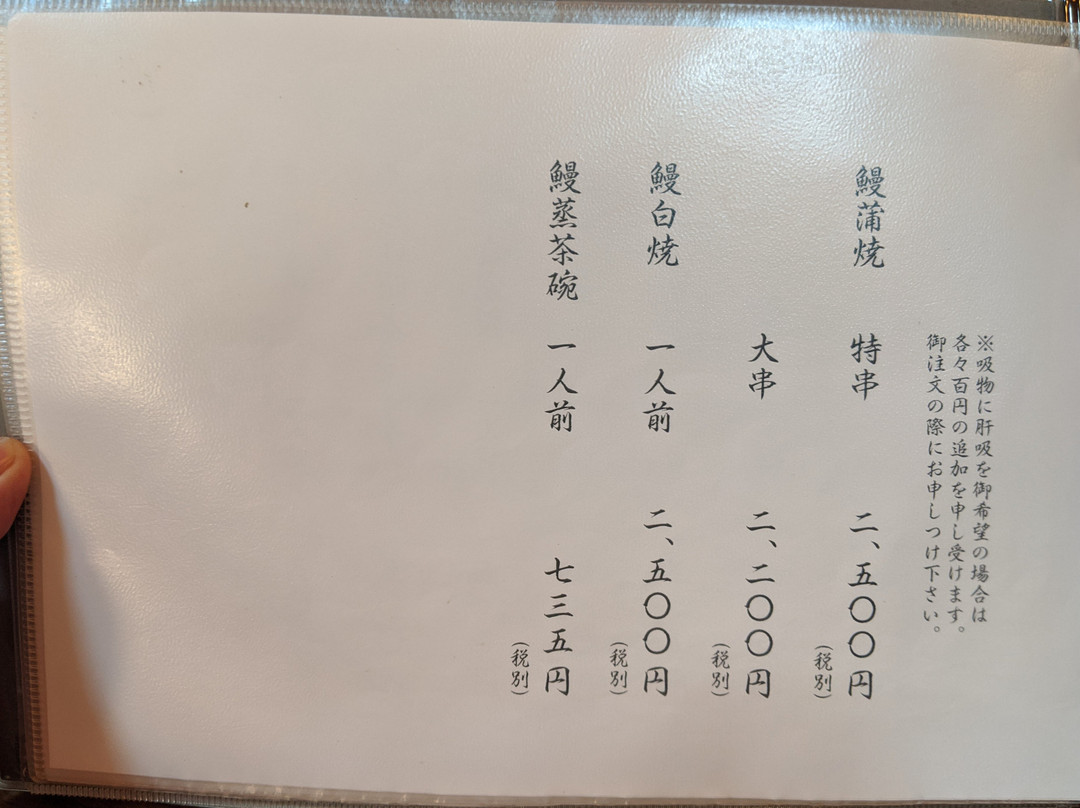 ※吸物に肝吸を御希望の場合は
各々百円の追加を申し受けます。
御注文の際にお申しつけ下さい。
鰻蒲焼 特串 二、五〇〇円
(税別)
大串 二、二〇〇円
(税別)
鰻白焼 一人前 二、五〇〇円
(税別)
鰻蒸茶碗 一人前 七三五円
(税別)